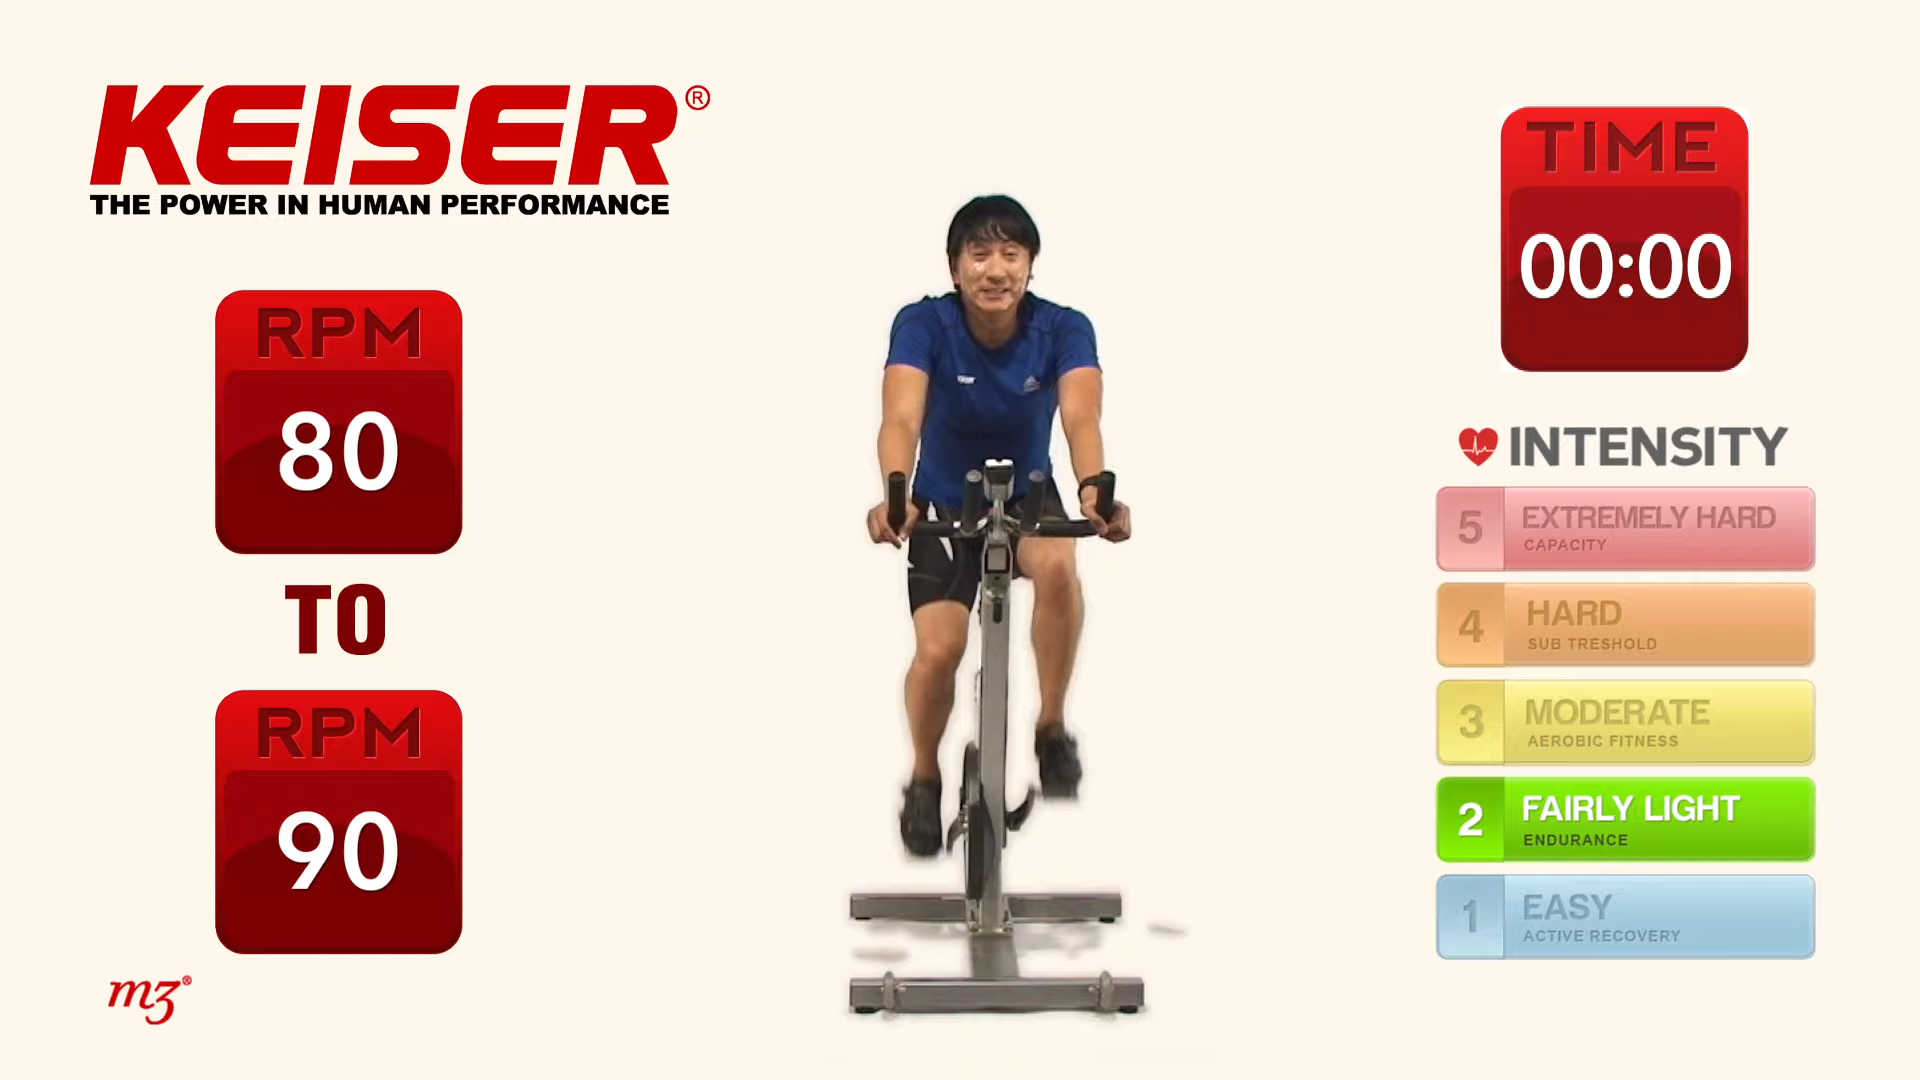 KEISER®
THE POWER IN HUMAN PERFORMANCE
RPM
80
TO
RPM
90
m3®
TIME
00:00
INTENSITY
5 EXTREMELY HARD
CAPACITY
4 HARD
SUB TRESHOLD
3 MODERATE
AEROBIC FITNESS
2 FAIRLY LIGHT
ENDURANCE
1 EASY
ACTIVE RECOVERY